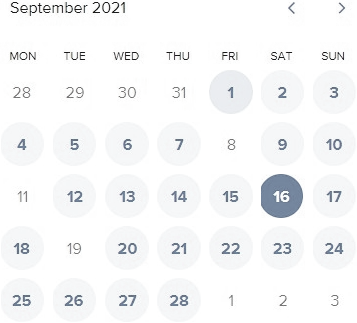 September 2021
MON TUE WED THU FRI SAT SUN
28 29 30 31 1 2 3
4 5 6 7 8 9 10
11 12 13 14 15 16 17
18 19 20 21 22 23 24
25 26 27 28 1 2 3